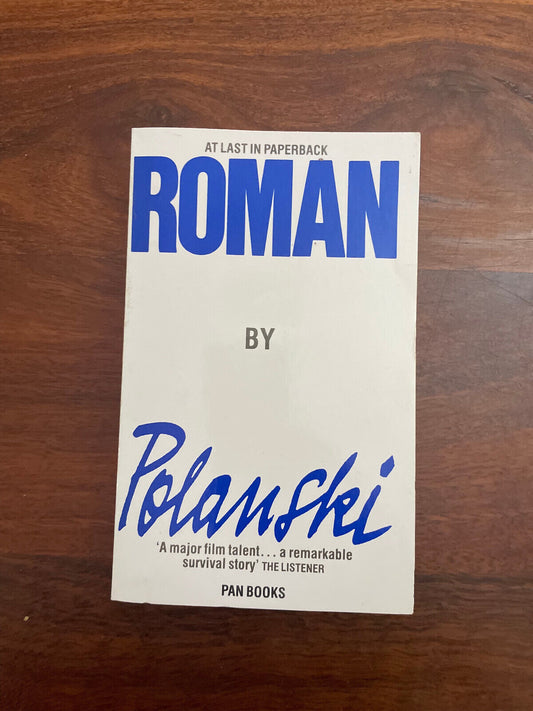 AT LAST IN PAPERBACK
ROMAN
BY
Polanski
'A major film talent... a remarkable
survival story' THE LISTENER
PAN BOOKS